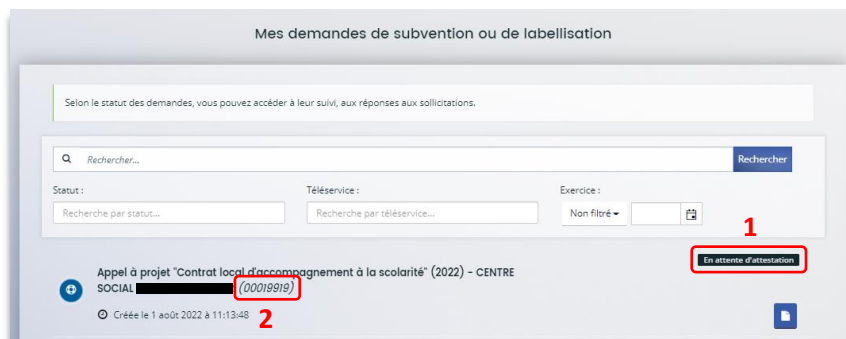 Mes demandes de subvention ou de labellisation
Selon le statut des demandes, vous pouvez accéder à leur suivi, aux réponses aux sollicitations.
Rechercher... Rechercher
Statut : Téléservice : Exercice :
Recherche par statut... Recherche par téléservice... Non filtré
1
En attente d'attestation
Appel à projet "Contrat local d'accompagnement à la scolarité" (2022) - CENTRE
SOCIAL (00019919)
Créée le 1 août 2022 à 11:13:48
2